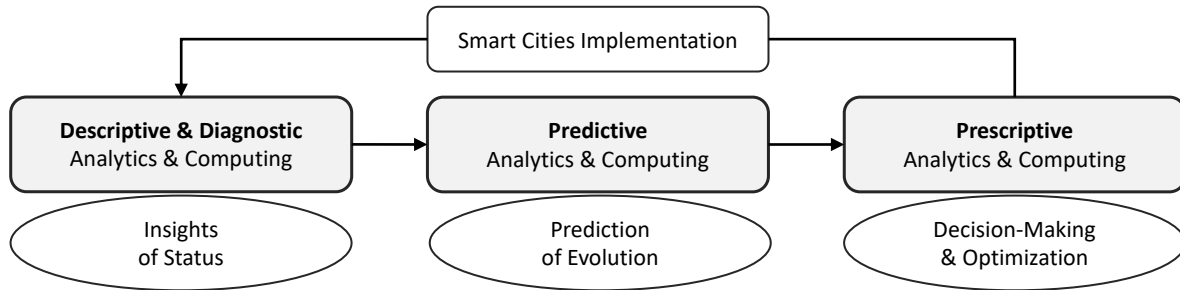 Smart Cities Implementation
Descriptive & Diagnostic
Analytics & Computing
Predictive
Analytics & Computing
Prescriptive
Analytics & Computing
Insights
of Status
Prediction
of Evolution
Decision-Making
& Optimization